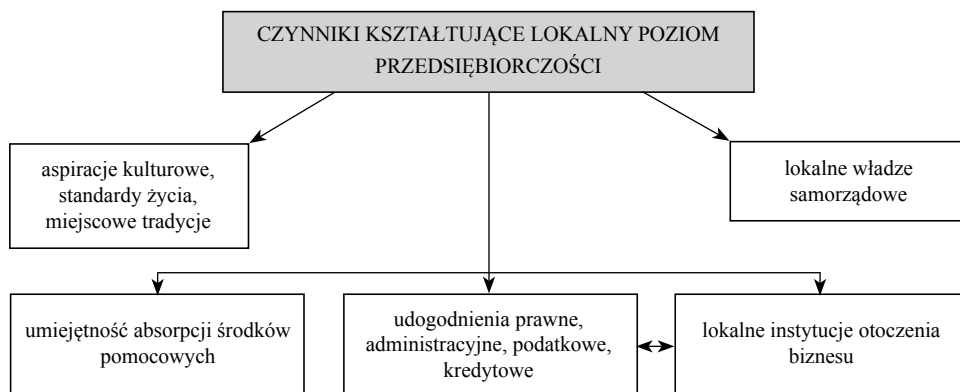 CZYNNIKI KSZTAŁTUJĄCE LOKALNY POZIOM
PRZEDSIĘBIORCZOŚCI
aspiracje kulturowe,
standardy życia,
miejscowe tradycje
lokalne władze
samorządowe
umiejętność absorpcji środków
pomocowych
udogodnienia prawne,
administracyjne, podatkowe,
kredytowe
lokalne instytucje otoczenia
biznesu